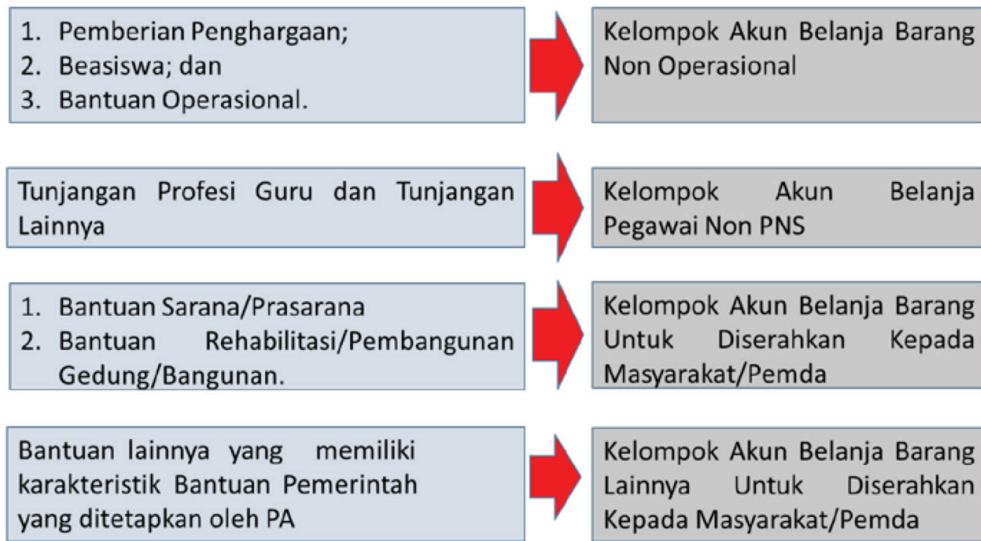 1. Pemberian Penghargaan;
2. Beasiswa; dan
3. Bantuan Operasional.
Kelompok Akun Belanja Barang
Non Operasional
Tunjangan Profesi Guru dan Tunjangan
Lainnya
Kelompok Akun Belanja
Pegawai Non PNS
1. Bantuan Sarana/Prasarana
2. Bantuan Rehabilitasi/Pembangunan
Gedung/Bangunan.
Kelompok Akun Belanja Barang
Untuk Diserahkan Kepada
Masyarakat/Pemda
Bantuan lainnya yang memiliki
karakteristik Bantuan Pemerintah
yang ditetapkan oleh PA
Kelompok Akun Belanja Barang
Lainnya Untuk Diserahkan
Kepada Masyarakat/Pemda